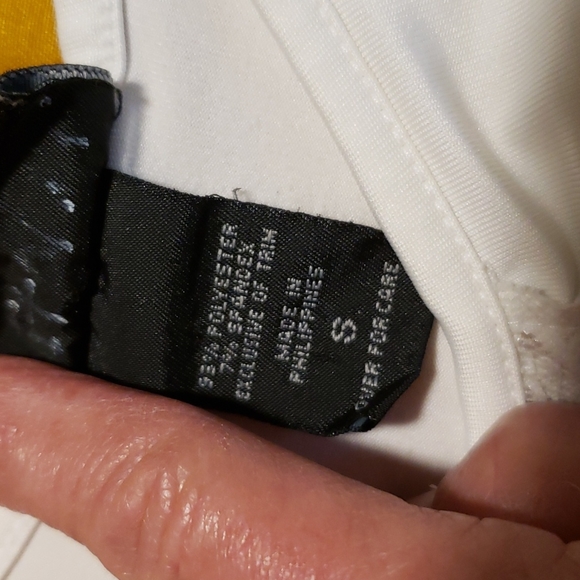 93% POLYESTER
7% SPANDEX
EXCLUSIVE OF TRIM
MADE IN
PHILIPPINES
S
OVER FOR CARE